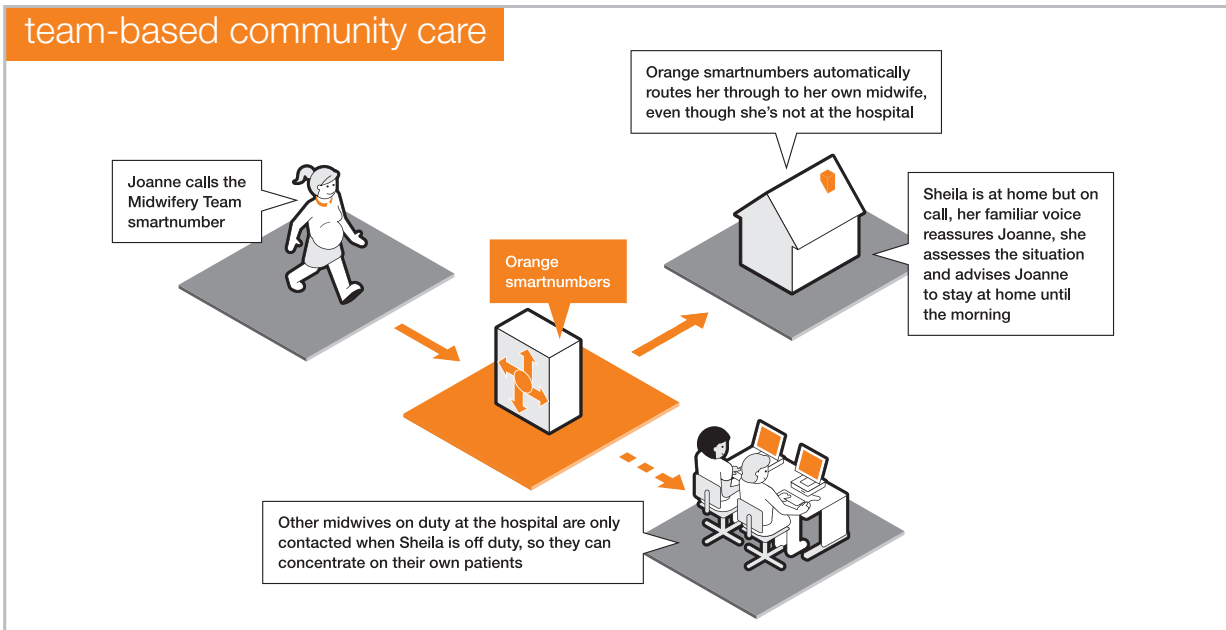 team-based community care
Orange smartnumbers automatically
routes her through to her own midwife,
even though she's not at the hospital
Joanne calls the
Midwifery Team
smartnumber
Sheila is at home but on
call, her familiar voice
reassures Joanne, she
assesses the situation
and advises Joanne
to stay at home until
the morning
Orange
smartnumbers
Other midwives on duty at the hospital are only
contacted when Sheila is off duty, so they can
concentrate on their own patients